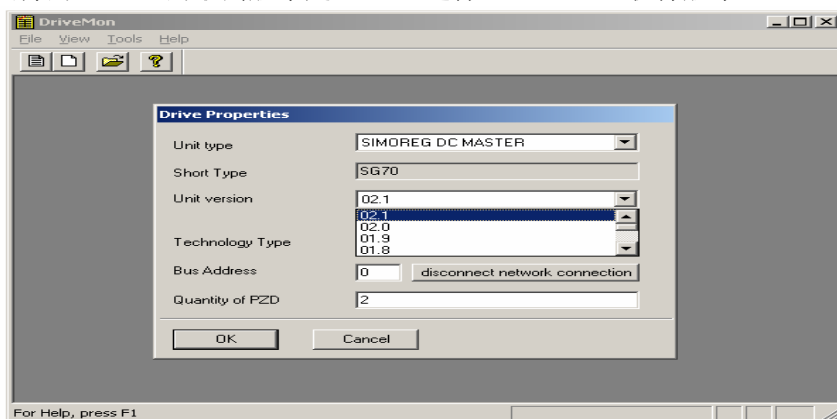 DriveMon
File View Tools Help
Drive Properties
Unit type
SIMOREG DC MASTER
Short Type
SG70
Unit version
02.1
02.1
02.0
01.9
01.8
Technology Type
Bus Address
0
disconnect network connection
Quantity of PZD
2
OK
Cancel
For Help, press F1